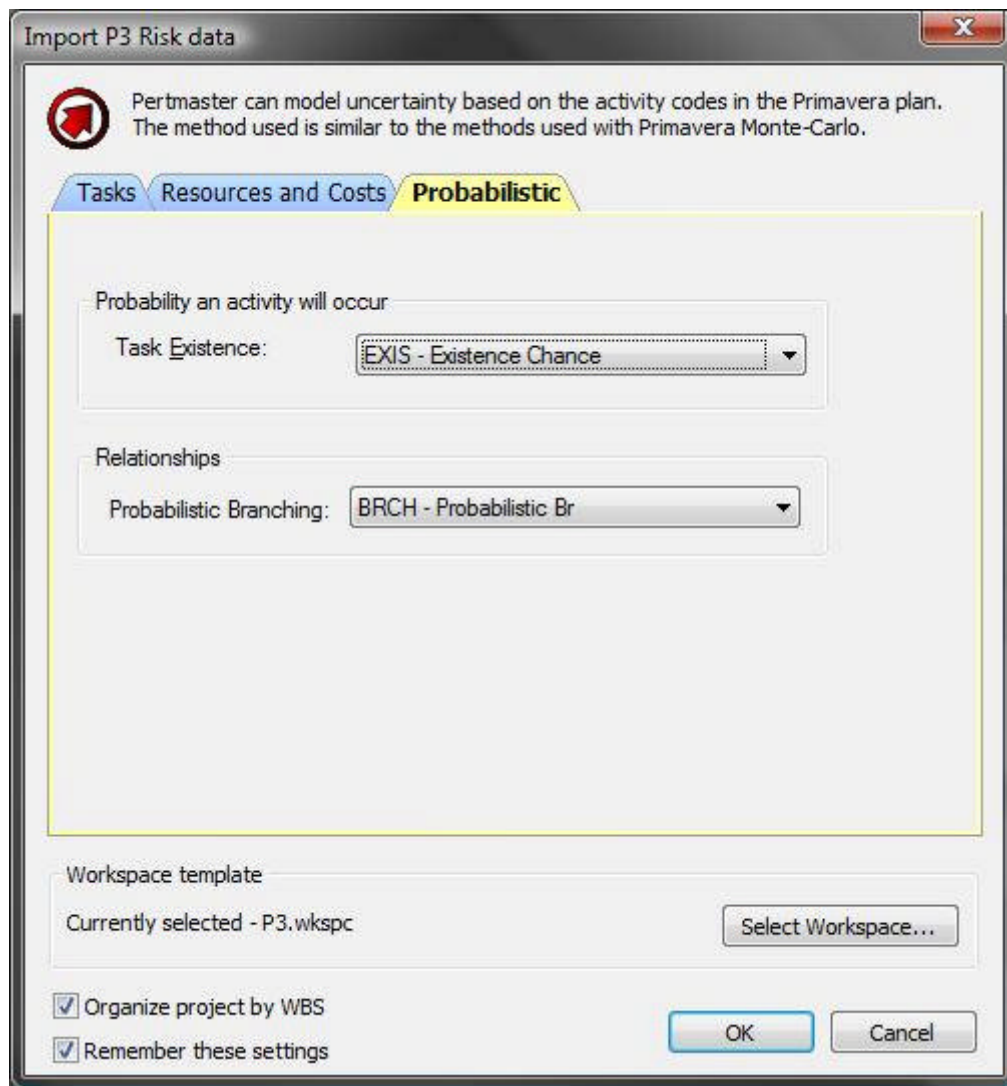 Import P3 Risk data
Pertmaster can model uncertainty based on the activity codes in the Primavera plan.
The method used is similar to the methods used with Primavera Monte-Carlo.
Tasks Resources and Costs Probabilistic
Probability an activity will occur
Task Existence: EXIS - Existence Chance
Relationships
Probabilistic Branching: BRCH - Probabilistic Br
Workspace template
Currently selected - P3.wkspc Select Workspace...
Organize project by WBS
OK Cancel
Remember these settings